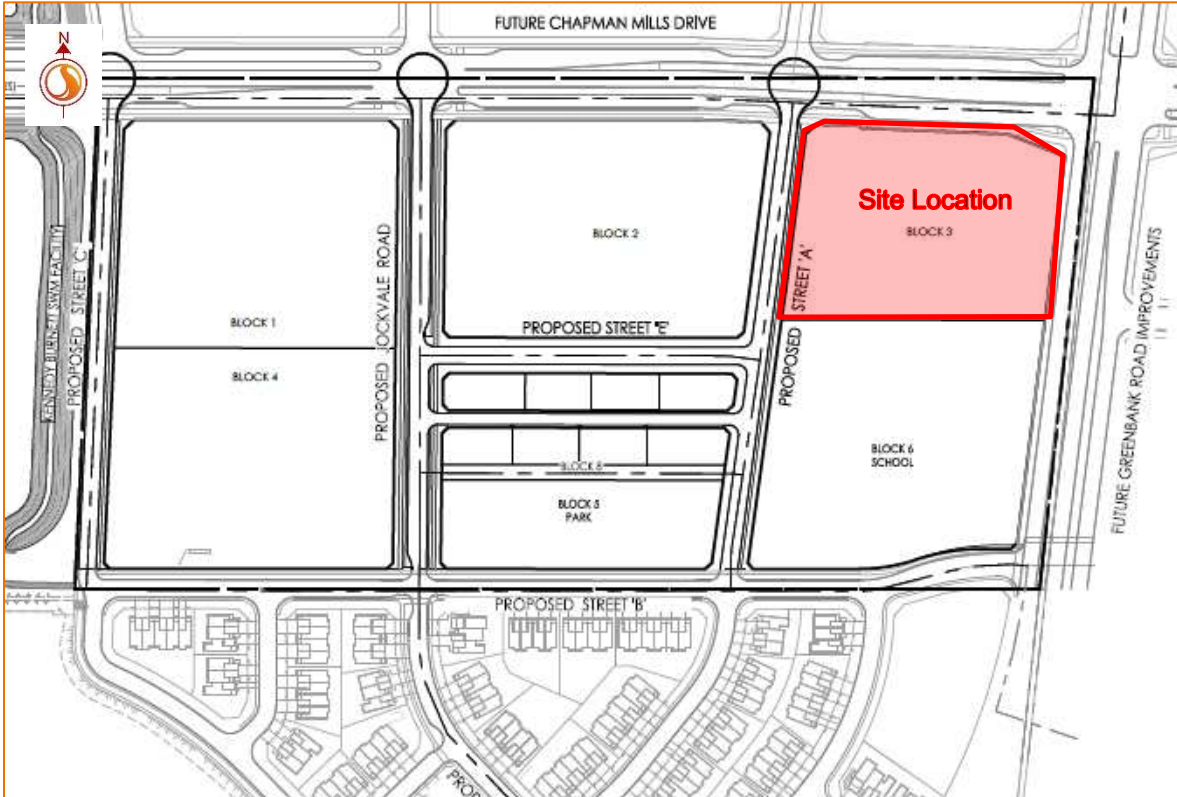 FUTURE CHAPMAN MILLS DRIVE
N
Site Location
BLOCK 3
BLOCK 2
BLOCK 1
BLOCK 4
PROPOSED STREET 'E'
KENNEDY BURNETT SWM FACILITY
PROPOSED STREET 'C'
PROPOSED JOCKVALE ROAD
PROPOSED STREET 'A'
FUTURE GREENBANK ROAD IMPROVEMENTS
BLOCK 6
SCHOOL
BLOCK 5
PARK
PROPOSED STREET 'B'